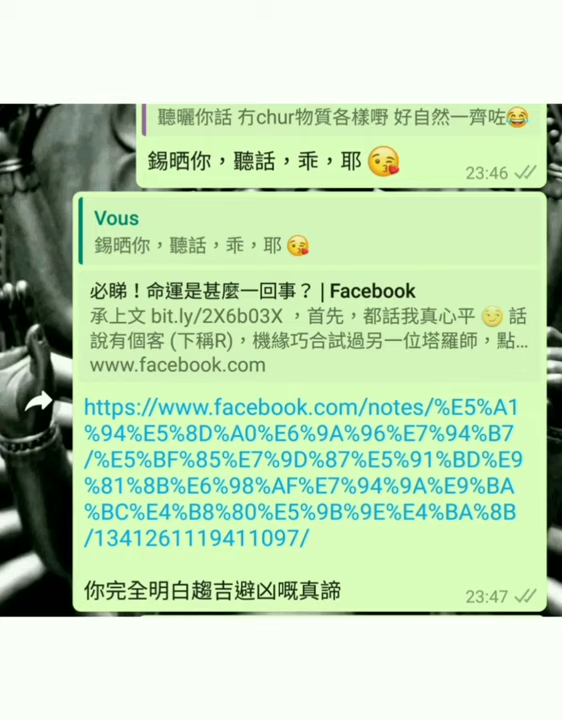 聽曬你話 冇chur物質各樣嘢 好自然一齊咗😂
錫晒你，聽話，乖，耶 😘
23:46
Vous
錫晒你，聽話，乖，耶 😘
必睇！命運是甚麼一回事？ | Facebook
承上文 bit.ly/2X6b03X ，首先，都話我真心平 😏 話
說有個客 (下稱R)，機緣巧合試過另一位塔羅師，點...
www.facebook.com
https://www.facebook.com/notes/%E5%A1
%94%E5%8D%A0%E6%9A%96%E7%94%B7
/%E5%BF%85%E7%9D%87%E5%91%BD%E9
%81%8B%E6%98%AF%E7%94%9A%E9%BA
%BC%E4%B8%80%E5%9B%9E%E4%BA%8B
/1341261119411097/
你完全明白趨吉避凶嘅真諦
23:47